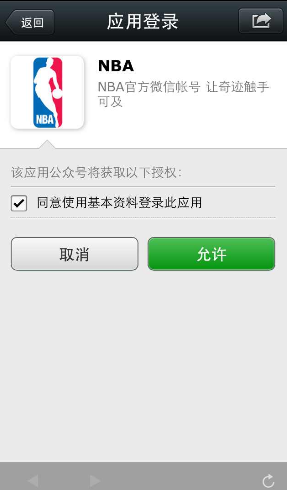 返回
应用登录
NBA
NBA官方微信帐号 让奇迹触手
可及
NBA
该应用公众号将获取以下授权：
同意使用基本资料登录此应用
取消
允许